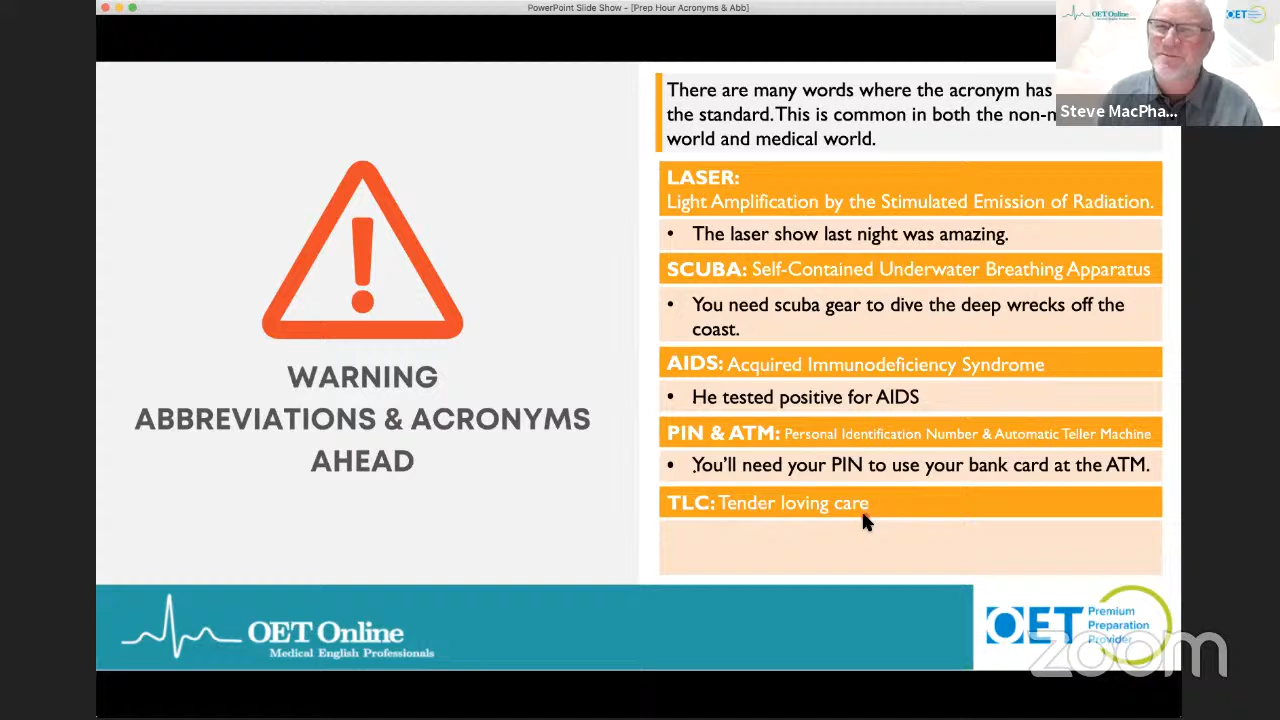 PowerPoint Slide Show - [Prep Hour Acronyms & Abb]
OET Online
OET
Steve MacPha...
There are many words where the acronym has
the standard. This is common in both the non-
world and medical world.
LASER:
Light Amplification by the Stimulated Emission of Radiation.
• The laser show last night was amazing.
SCUBA: Self-Contained Underwater Breathing Apparatus
• You need scuba gear to dive the deep wrecks off the
coast.
AIDS: Acquired Immunodeficiency Syndrome
• He tested positive for AIDS
PIN & ATM: Personal Identification Number & Automatic Teller Machine
• You'll need your PIN to use your bank card at the ATM.
TLC: Tender loving care
WARNING
ABBREVIATIONS & ACRONYMS
AHEAD
OET Online
Medical English Professionals
OET
Premium
Preparation
Provider
zoom